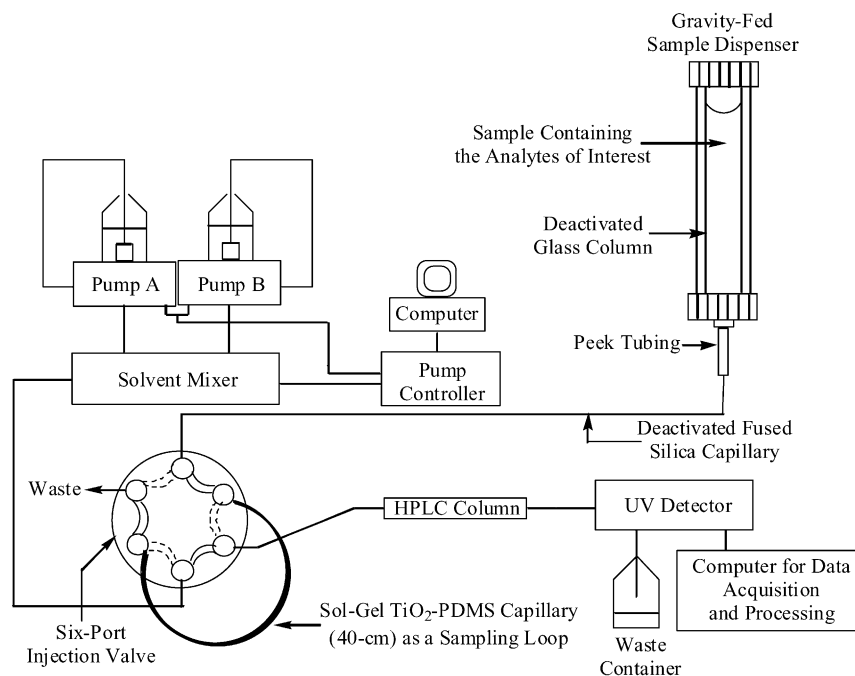 Gravity-Fed
Sample Dispenser
Sample Containing
the Analytes of Interest
Deactivated
Glass Column
Pump A
Pump B
Computer
Peek Tubing
Solvent Mixer
Pump
Controller
Deactivated Fused
Silica Capillary
Waste
HPLC Column
UV Detector
Computer for Data
Acquisition
and Processing
Sol-Gel TiO2-PDMS Capillary
(40-cm) as a Sampling Loop
Six-Port
Injection Valve
Waste
Container